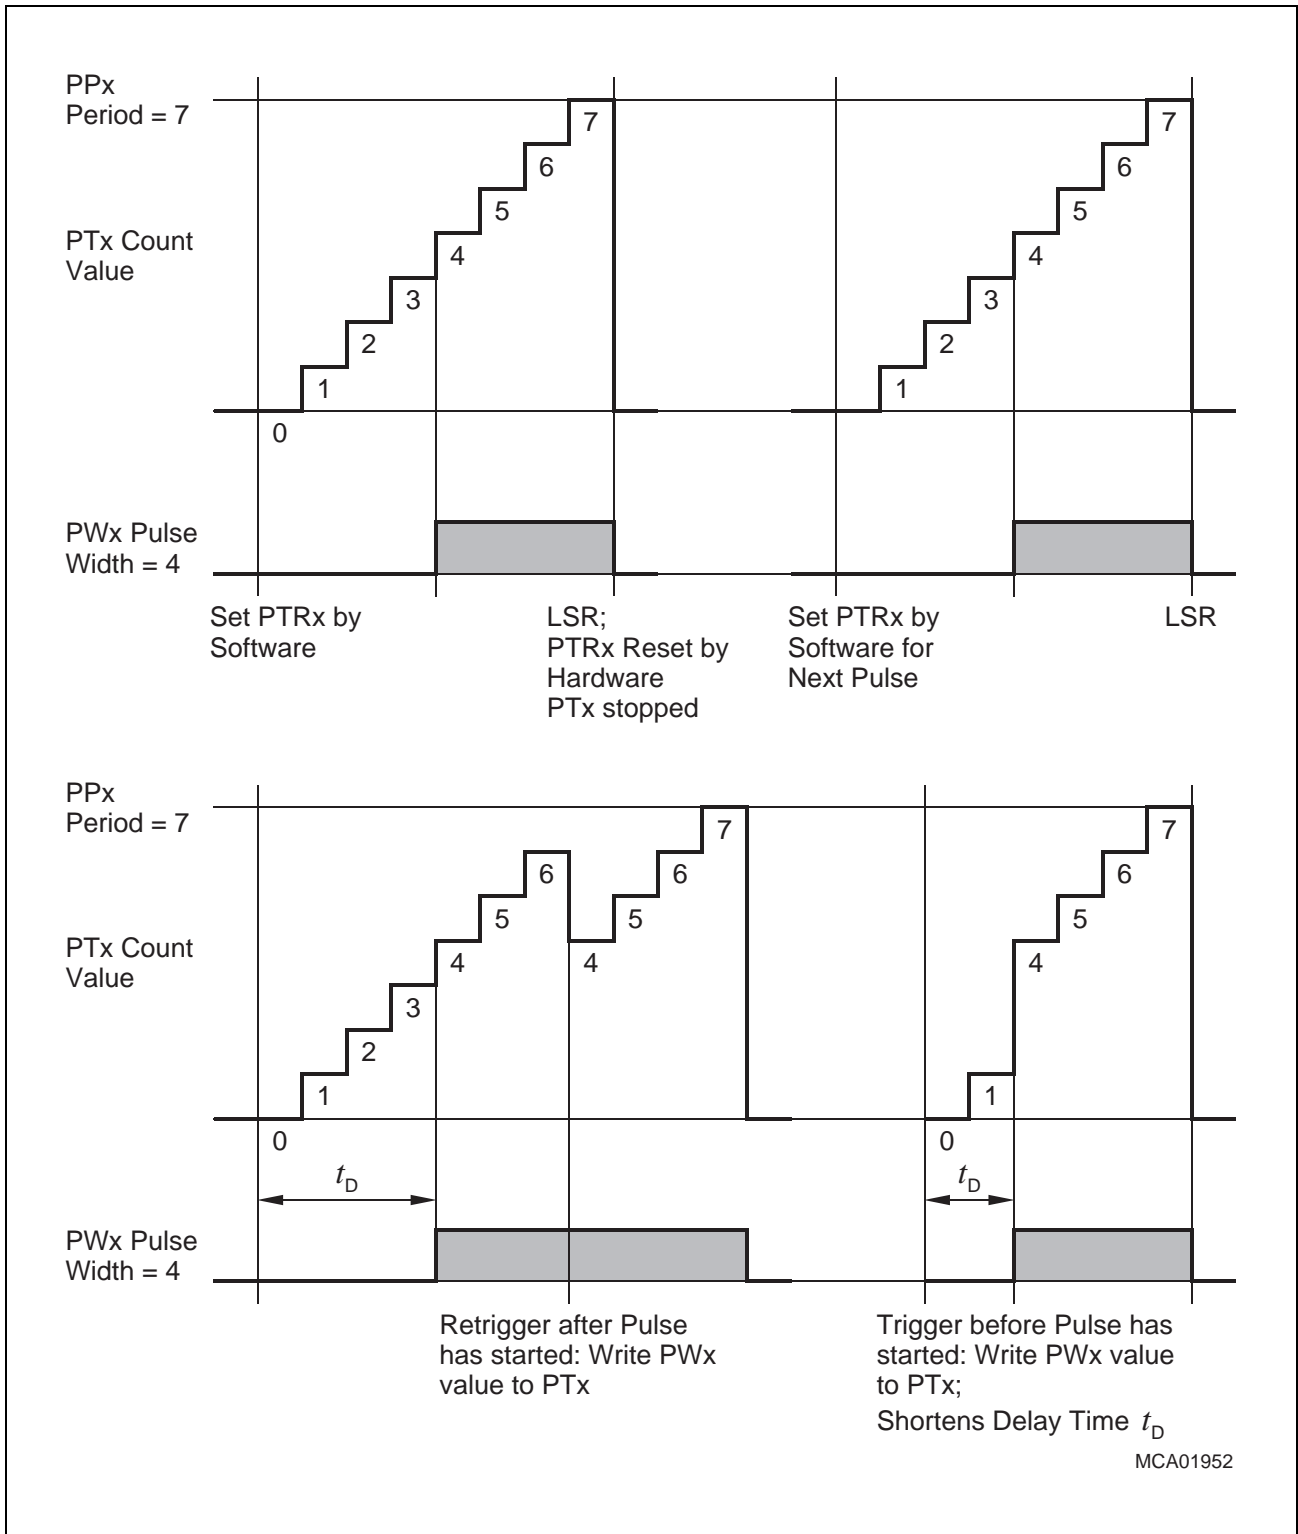 PPx
Period = 7
7
7
6
6
5
5
PTx Count
Value
4
4
3
3
2
2
1
1
0
PWx Pulse
Width = 4
Set PTRx by
Software
LSR;
PTRx Reset by
Hardware
PTx stopped
Set PTRx by
Software for
Next Pulse
LSR
PPx
Period = 7
7
7
6
6
6
5
5
5
PTx Count
Value
4
4
4
3
2
1
1
0
0
tD
tD
PWx Pulse
Width = 4
Retrigger after Pulse
has started: Write PWx
value to PTx
Trigger before Pulse has
started: Write PWx value
to PTx;
Shortens Delay Time tD
MCA01952